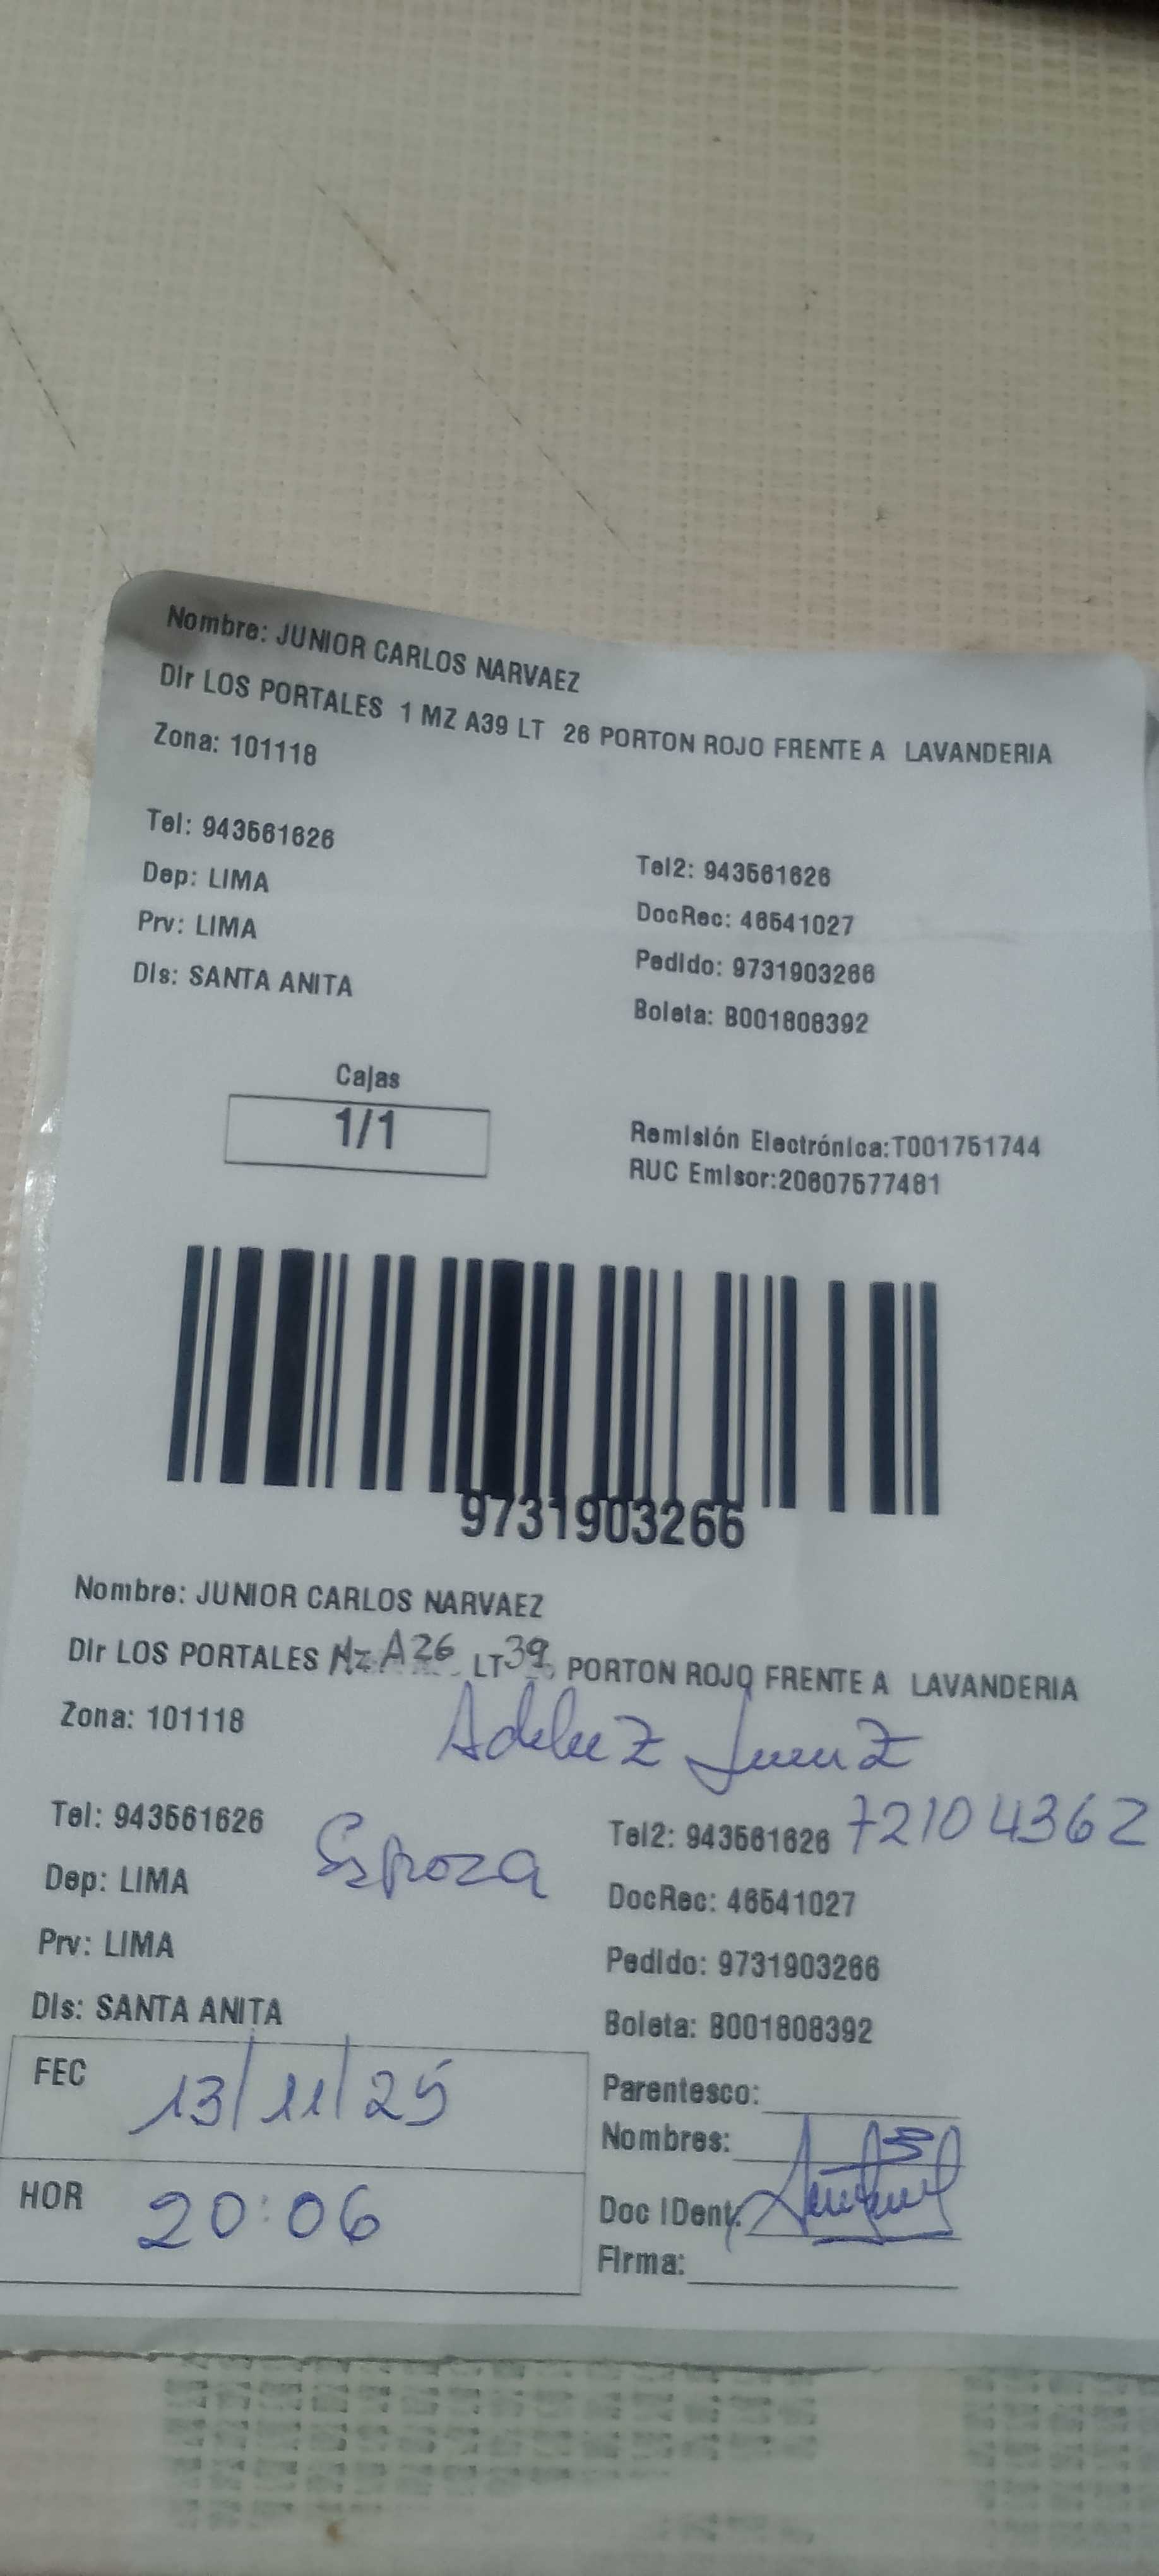 Nombre: JUNIOR CARLOS NARVAEZ
Dir LOS PORTALES 1 MZ A39 LT 26 PORTON ROJO FRENTE A LAVANDERIA
Zona: 101118
Tel: 943561626
Tel2: 943561626
Dep: LIMA
DocRec: 46541027
Prv: LIMA
Pedido: 9731903266
Dis: SANTA ANITA
Boleta: B001808392
Cajas
1/1
Remisión Electrónica:T001751744
RUC Emisor:20607577481
9731903266
Nombre: JUNIOR CARLOS NARVAEZ
Dir LOS PORTALES Mz A26 LT 39 PORTON ROJO FRENTE A LAVANDERIA
Zona: 101118
Tel: 943561626
Espoza
Tel2: 943561626 72104362
Dep: LIMA
DocRec: 46541027
Prv: LIMA
Pedido: 9731903266
Dis: SANTA ANITA
Boleta: B001808392
FEC 13/11/25
Parentesco:
Nombres:
HOR 20:06
Doc IDent:
Firma: